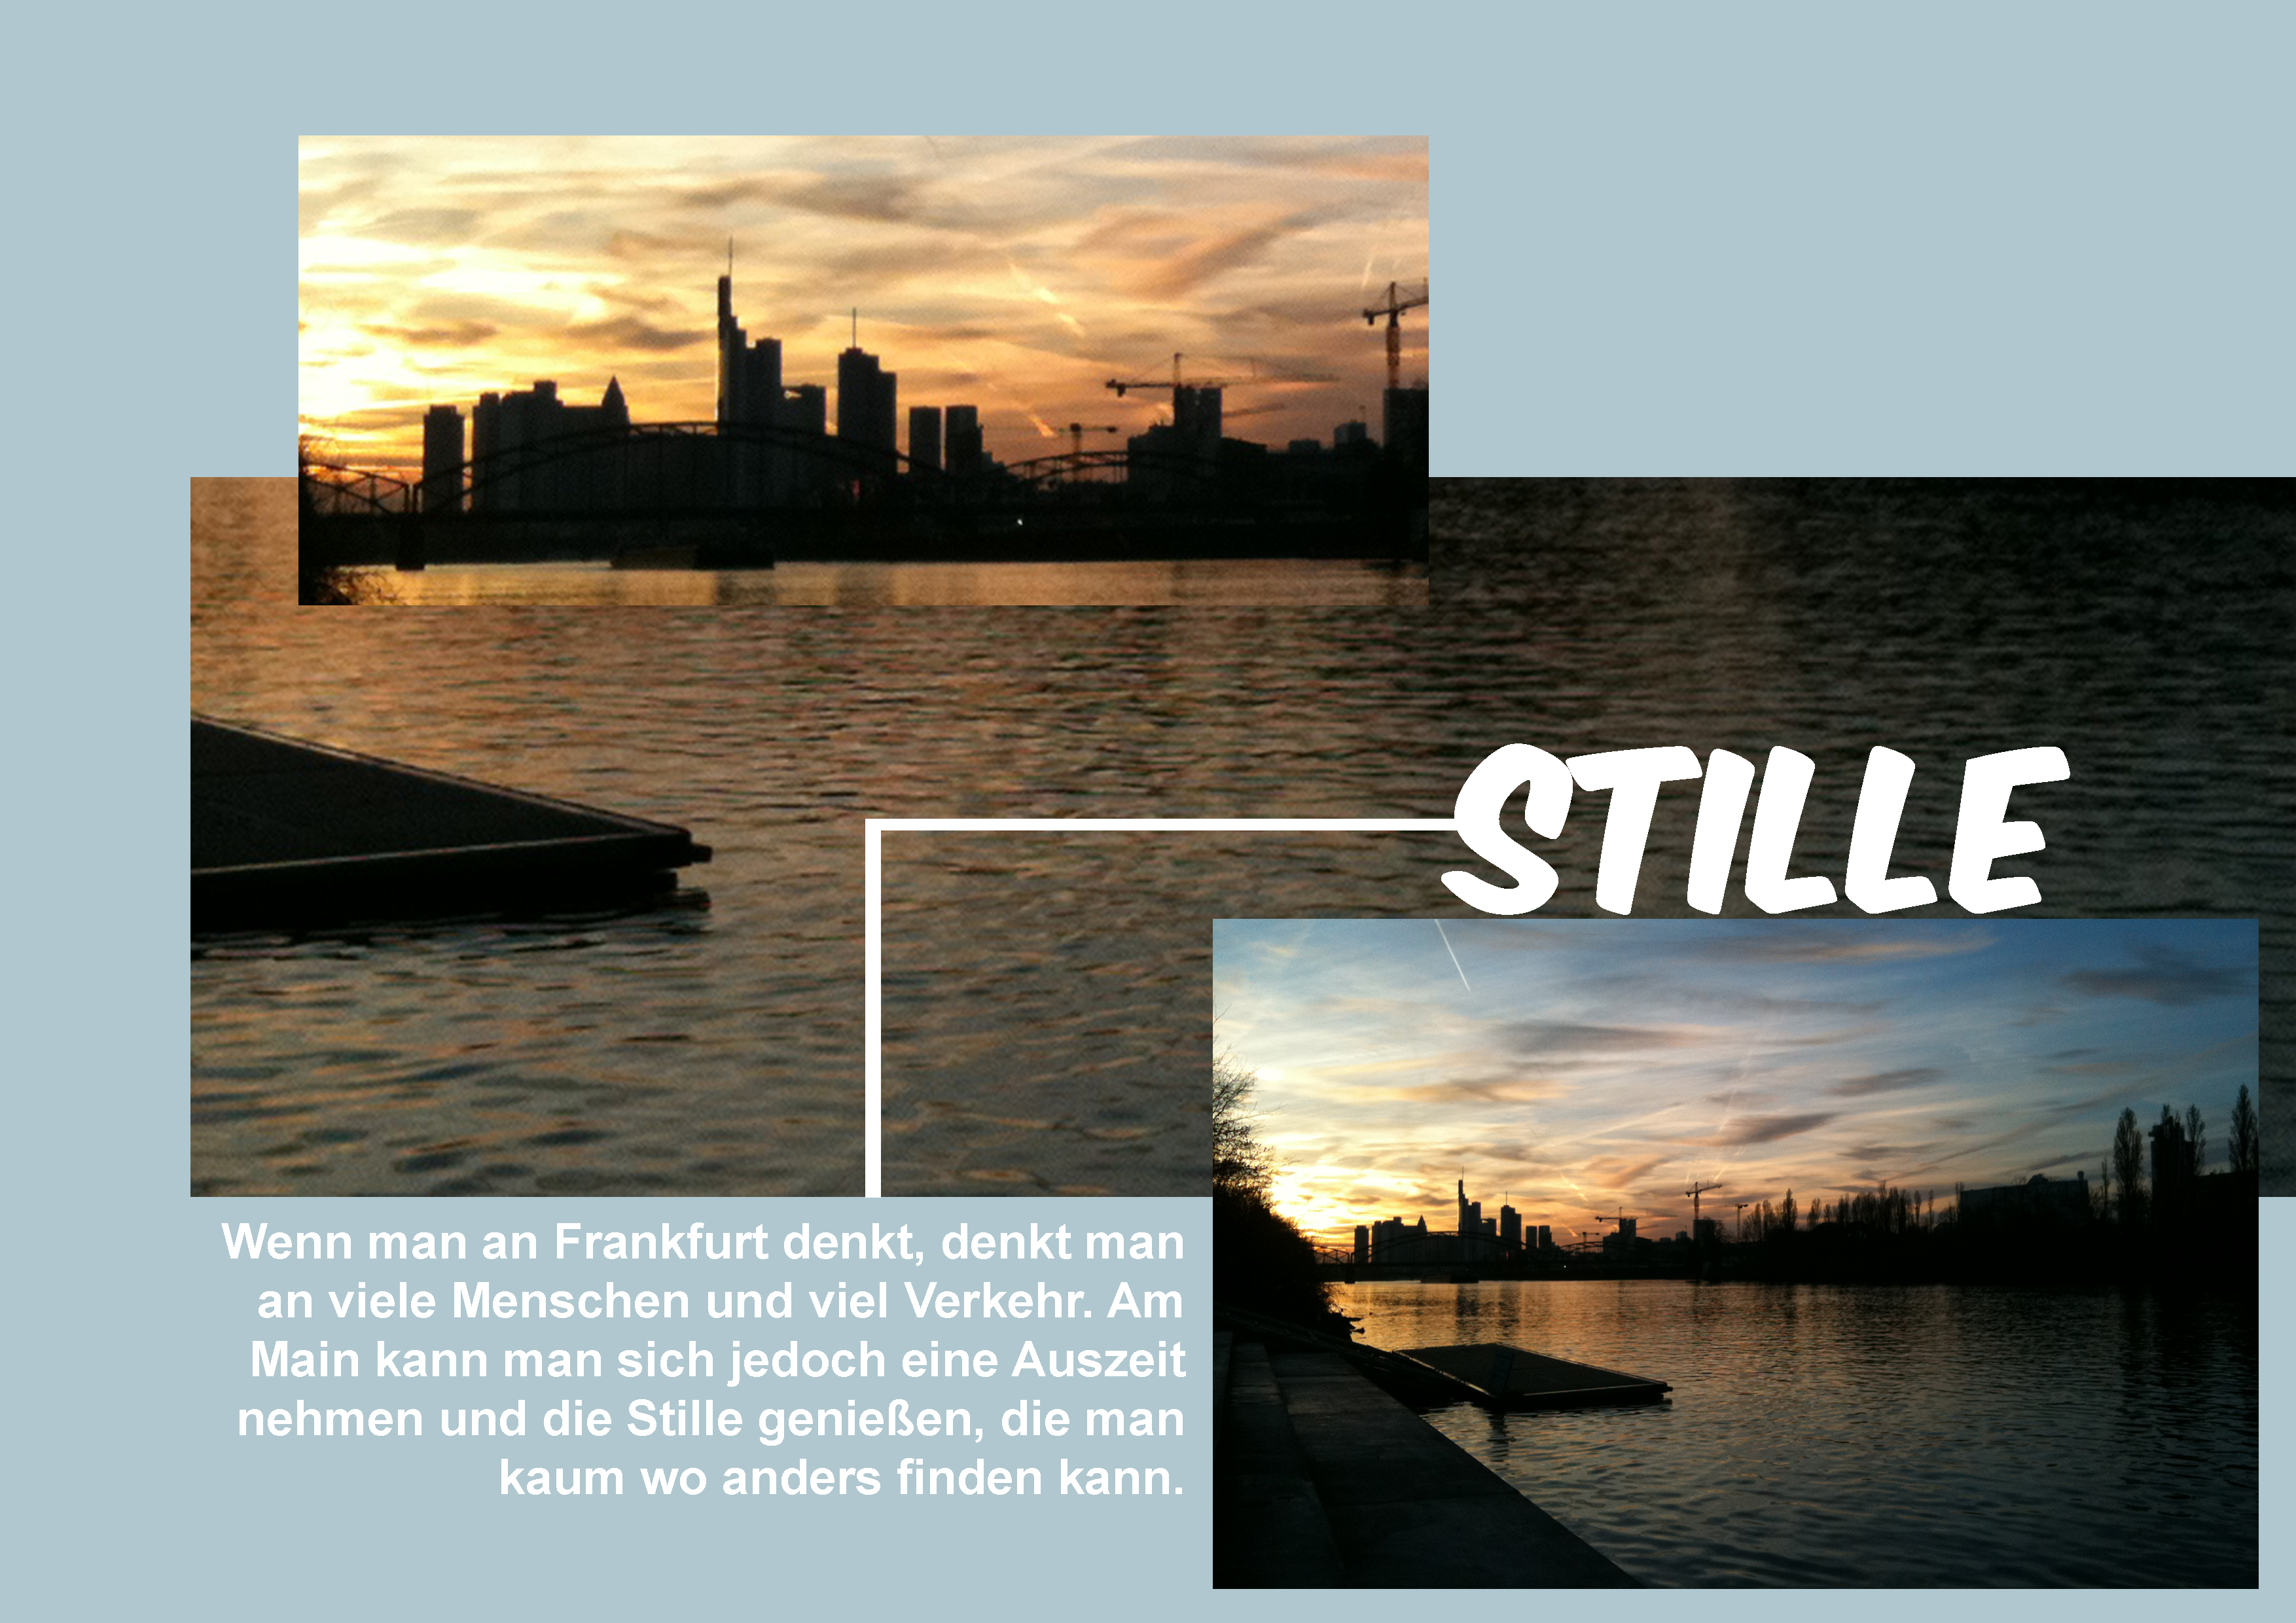 STILLE
Wenn man an Frankfurt denkt, denkt man
an viele Menschen und viel Verkehr. Am
Main kann man sich jedoch eine Auszeit
nehmen und die Stille genießen, die man
kaum wo anders finden kann.